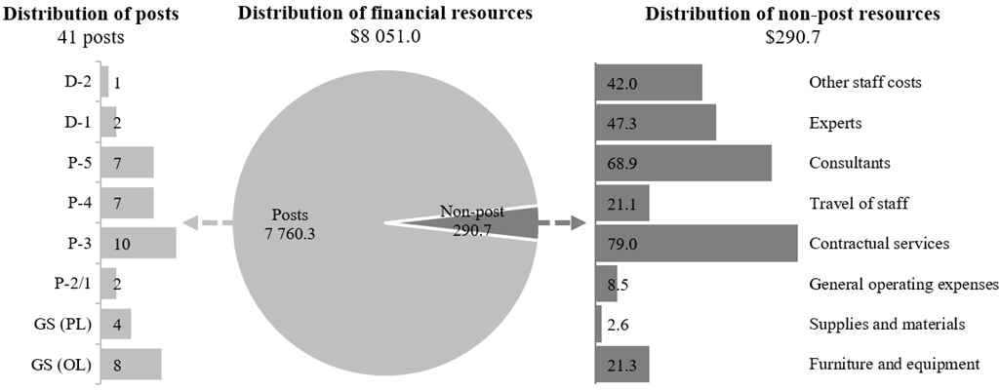 Distribution of posts
41 posts
D-2 1
D-1 2
P-5 7
P-4 7
P-3 10
P-2/1 2
GS (PL) 4
GS (OL) 8
Distribution of financial resources
$8 051.0
Posts
7 760.3
Non-post
290.7
Distribution of non-post resources
$290.7
42.0 Other staff costs
47.3 Experts
68.9 Consultants
21.1 Travel of staff
79.0 Contractual services
8.5 General operating expenses
2.6 Supplies and materials
21.3 Furniture and equipment